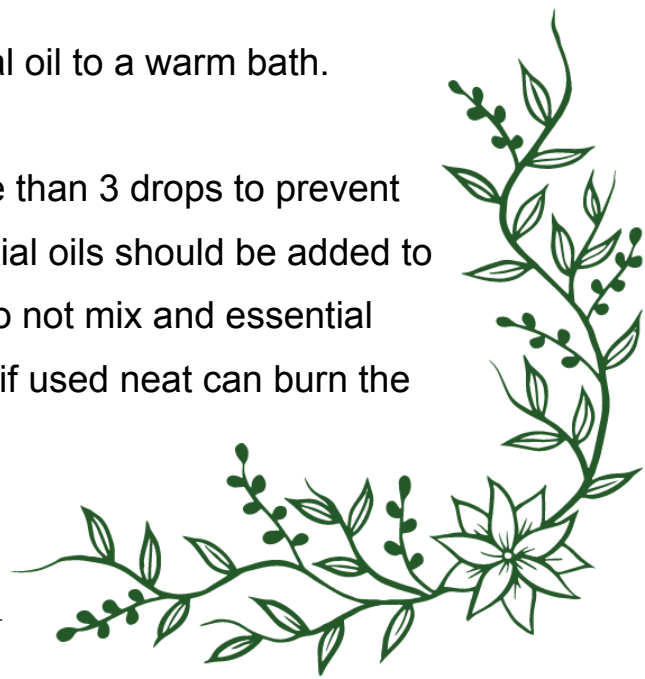 al oil to a warm bath.
e than 3 drops to prevent
tial oils should be added to
o not mix and essential
if used neat can burn the